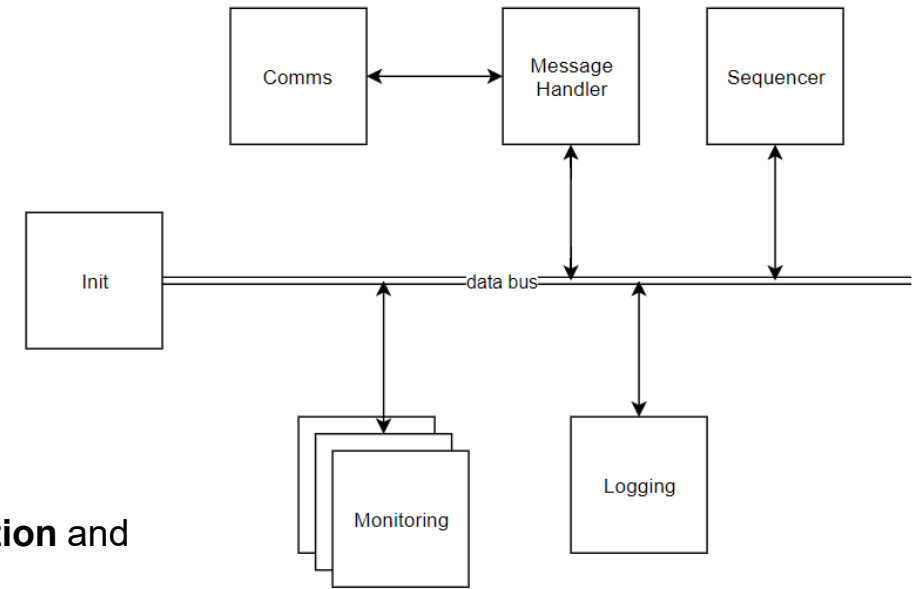 Comms
Message
Handler
Sequencer
Init
data bus
Logging
Monitoring
tion and